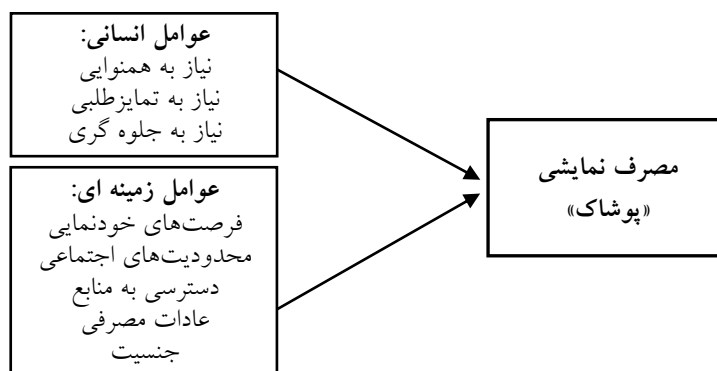 عوامل انسانی:
نیاز به همنوایی
نیاز به تمایزطلبی
نیاز به جلوه گری
عوامل زمینه ای:
فرصت‌های خودنمایی
محدودیت‌های اجتماعی
دسترسی به منابع
عادات مصرفی
جنسیت
مصرف نمایشی
«پوشاک»